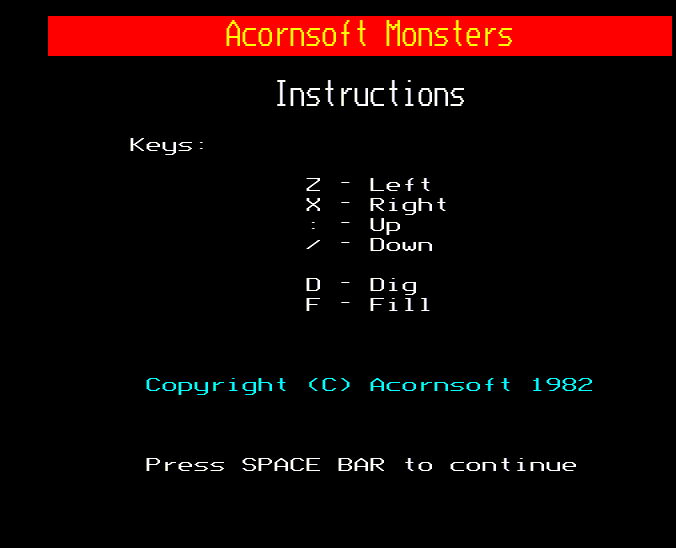 Acornsoft Monsters
Instructions
Keys:
Z - Left
X - Right
: - Up
/ - Down
D - Dig
F - Fill
Copyright (C) Acornsoft 1982
Press SPACE BAR to continue